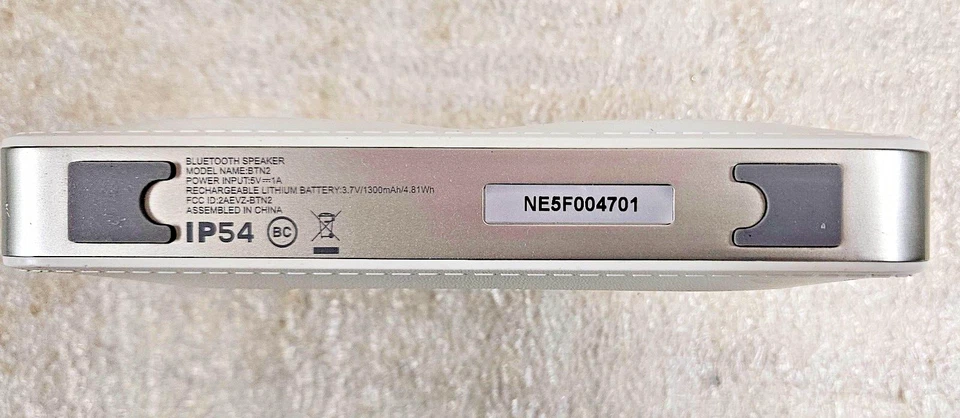 BLUETOOTH SPEAKER
MODEL NAME:BTN2
POWER INPUT:5V⎓1A
RECHARGEABLE LITHIUM BATTERY:3.7V/1300mAh/4.81Wh
FCC ID:2AEVZ-BTN2
ASSEMBLED IN CHINA
IP54 BC
NE5F004701